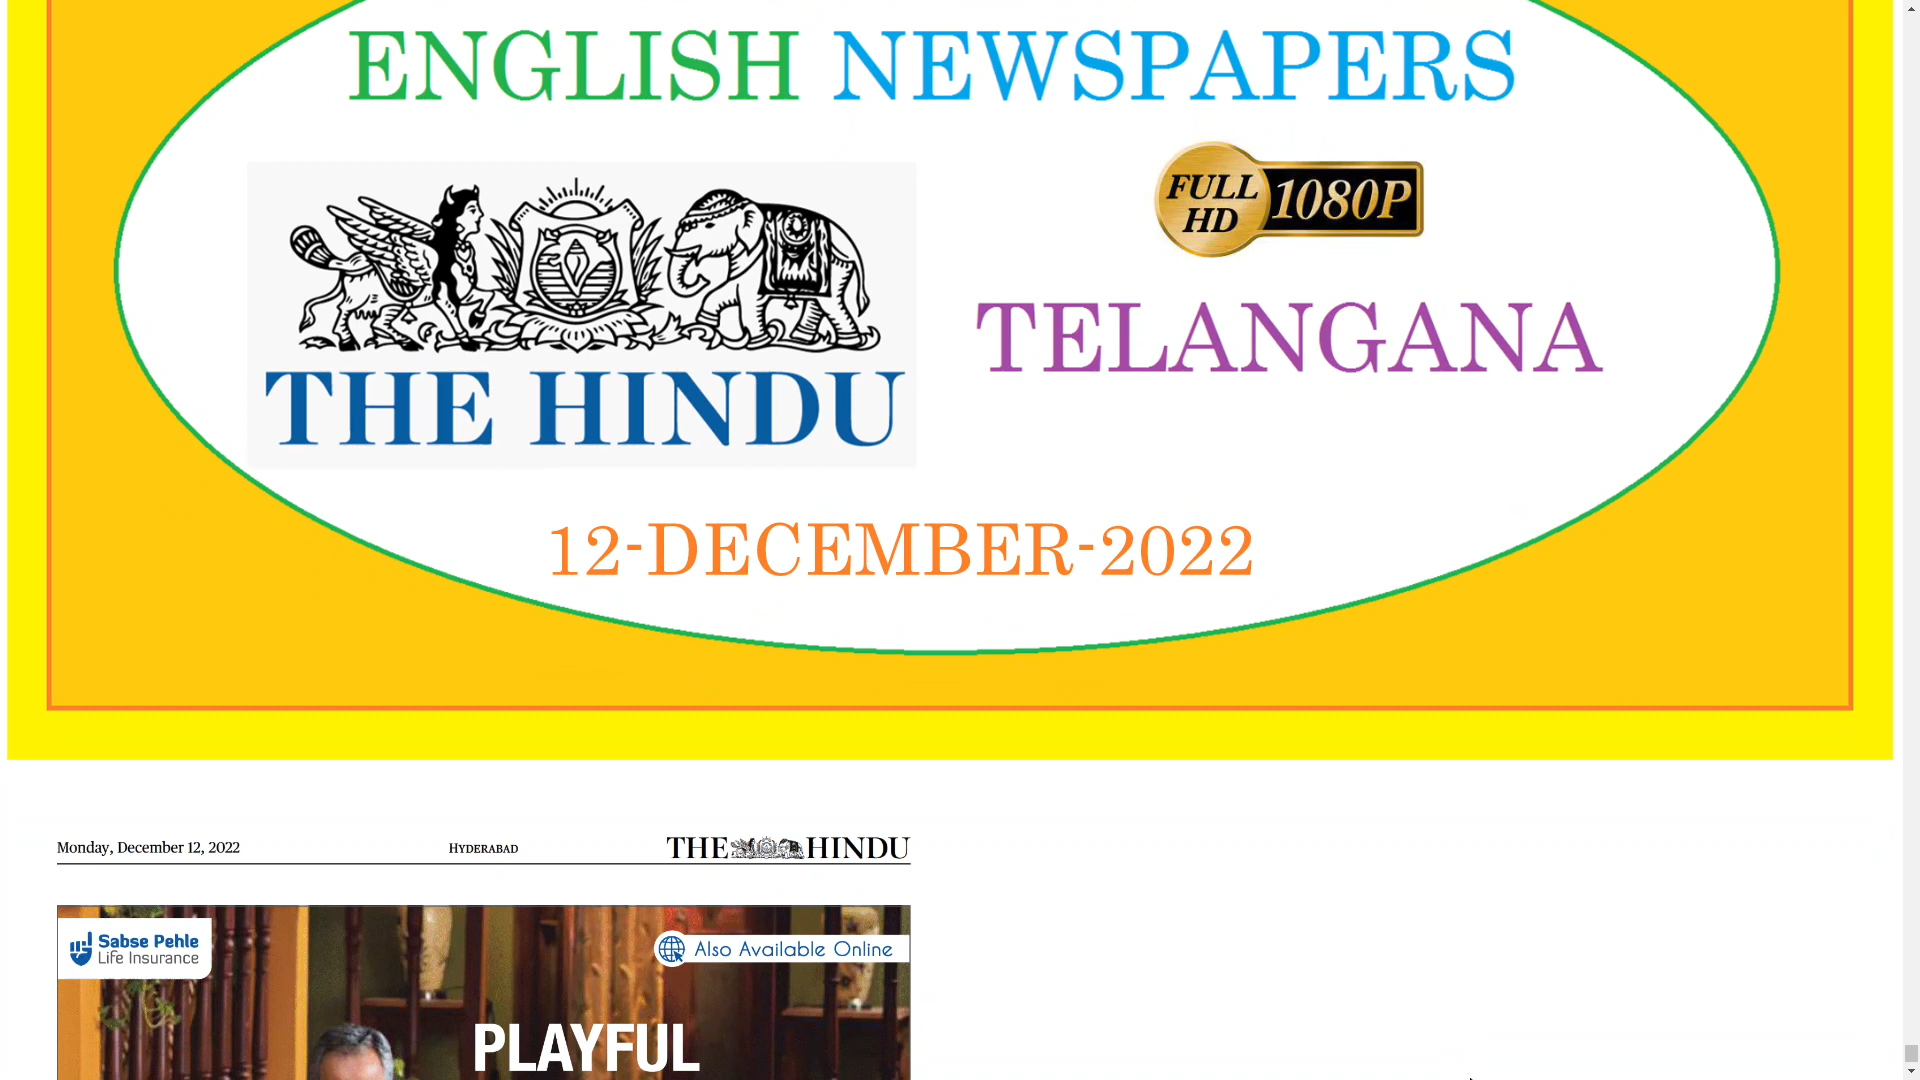 ENGLISH NEWSPAPERS
FULL HD 1080P
TELANGANA
THE HINDU
12-DECEMBER-2022
Monday, December 12, 2022 HYDERABAD THE HINDU
Sabse Pehle
Life Insurance
Also Available Online
PLAYFUL